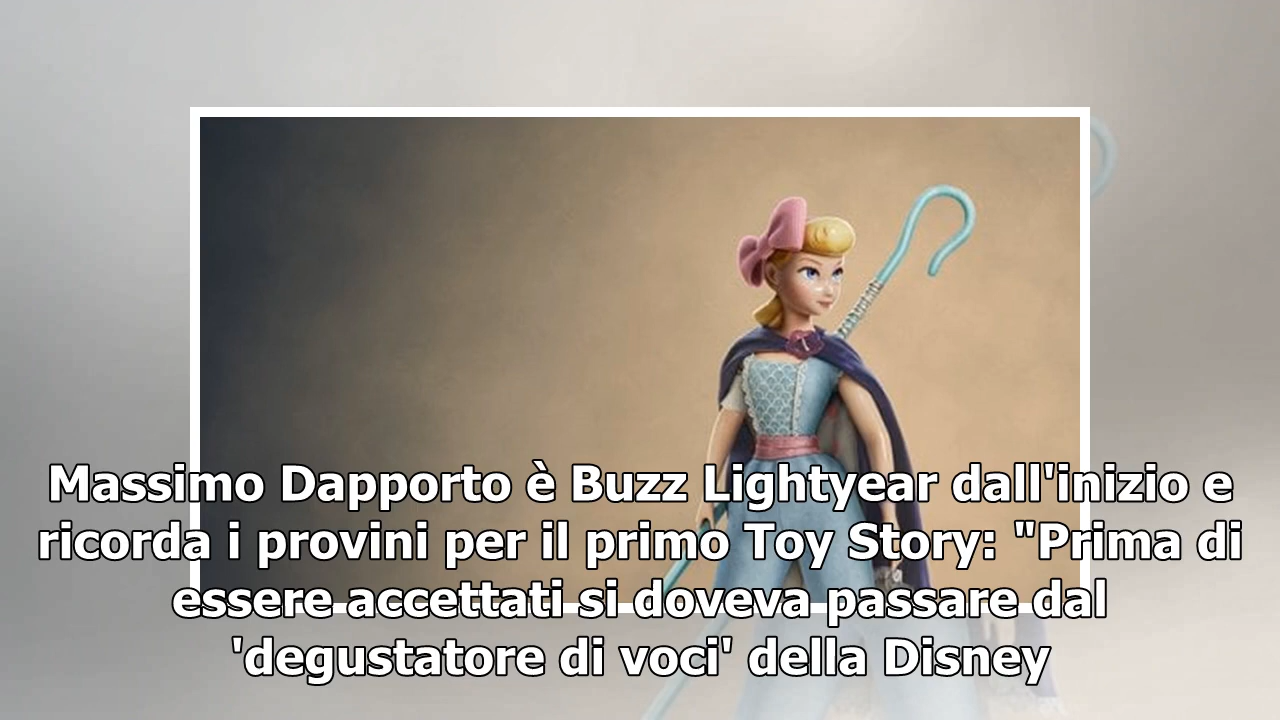 Massimo Dapporto è Buzz Lightyear dall'inizio e
ricorda i provini per il primo Toy Story: "Prima di
essere accettati si doveva passare dal
'degustatore di voci' della Disney